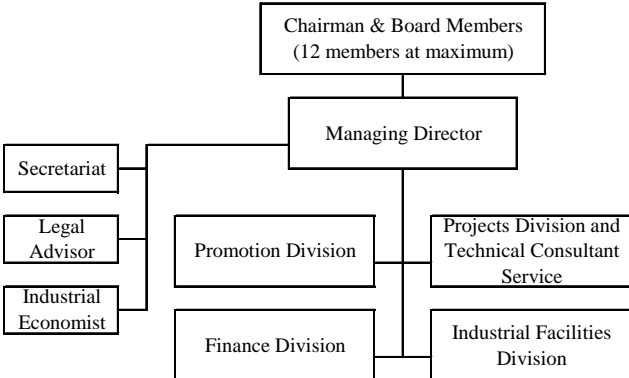 Chairman & Board Members
(12 members at maximum)
Managing Director
Secretariat
Legal
Advisor
Industrial
Economist
Promotion Division
Projects Division and
Technical Consultant
Service
Finance Division
Industrial Facilities
Division